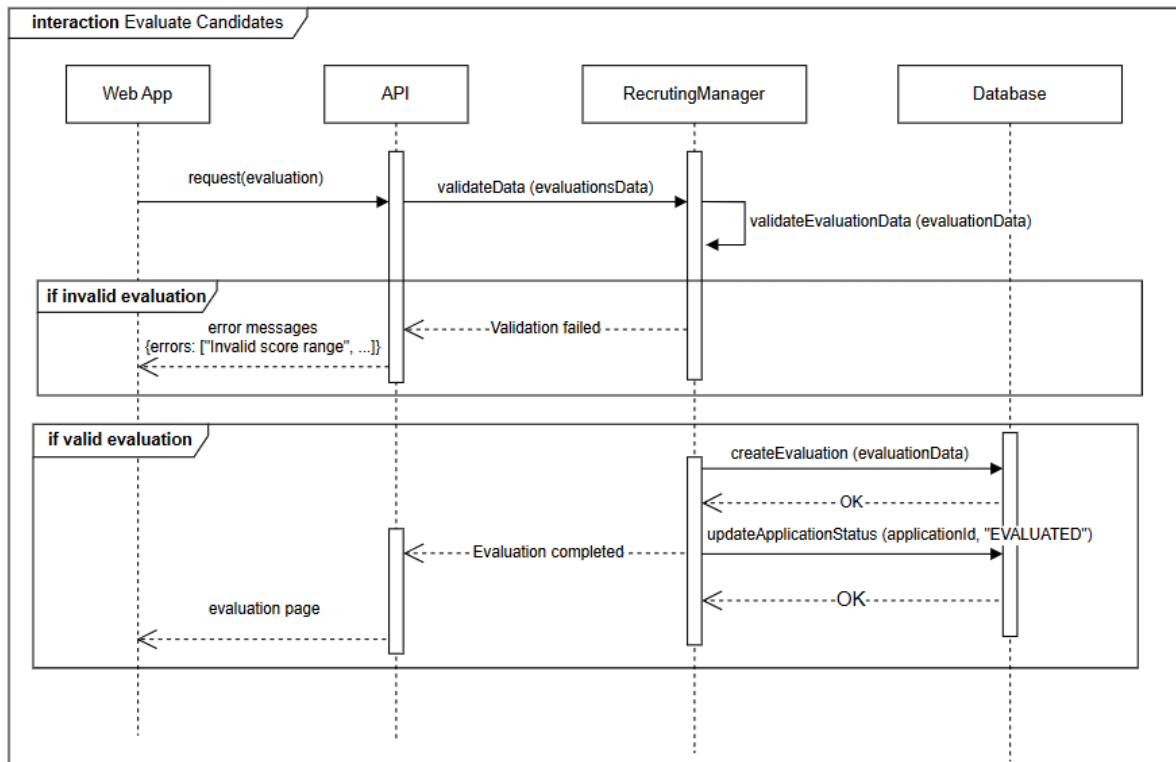 interaction Evaluate Candidates
Web App
API
RecrutingManager
Database
request(evaluation)
validateData (evaluationsData)
validateEvaluationData (evaluationData)
if invalid evaluation
Validation failed
error messages
{errors: ["Invalid score range", ...]}
if valid evaluation
createEvaluation (evaluationData)
OK
updateApplicationStatus (applicationId, "EVALUATED")
Evaluation completed
OK
evaluation page